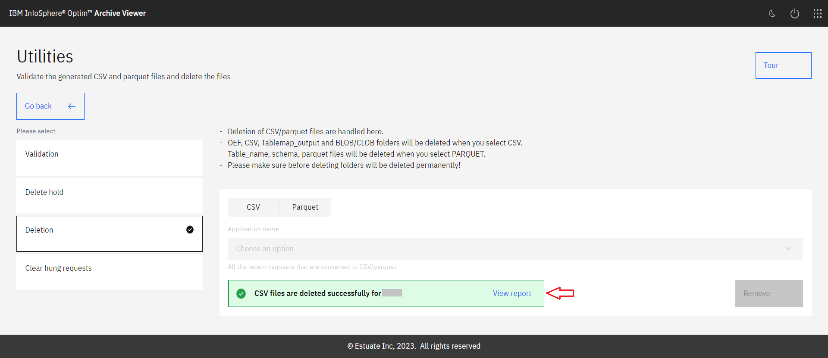 IBM InfoSphere® Optim™ Archive Viewer
Utilities
Validate the generated CSV and parquet files and delete the files
Tour
Go back
Please select
Validation
Delete hold
Deletion
Clear hung requests
- Deletion of CSV/parquet files are handled here.
- OEF, CSV, Tablemap_output and BLOB/CLOB folders will be deleted when you select CSV.
Table_name, schema, parquet files will be deleted when you select PARQUET.
- Please make sure before deleting folders will be deleted permanently!
CSV Parquet
Application name
Choose an option
All the recent requests that are converted to CSV/parquet
CSV files are deleted successfully for
View report
Remove
© Estuate Inc, 2023. All rights reserved